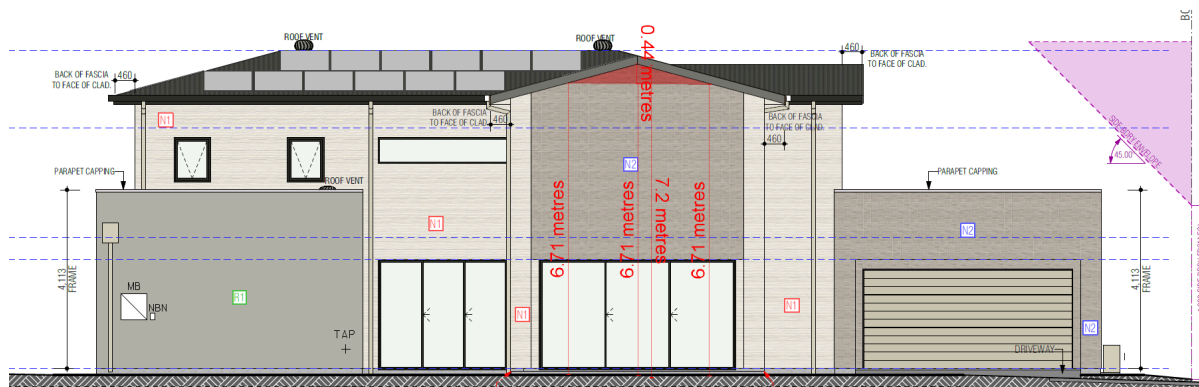 ROOF VENT
ROOF VENT
0.44 metres
460
BACK OF FASCIA
TO FACE OF CLAD.
460
BACK OF FASCIA
TO FACE OF CLAD.
N1
BACK OF FASCIA
TO FACE OF CLAD.
460
BACK OF FASCIA
TO FACE OF CLAD.
460
SIDE BDRY ENVELOPE
45.00
N2
PARAPET CAPPING
ROOF VENT
PARAPET CAPPING
6.71 metres
6.71 metres
7.2 metres
6.71 metres
N1
N2
4,113
FRAME
R1
MB
NBN
TAP
N1
N1
4,113
FRAME
N2
DRIVEWAY